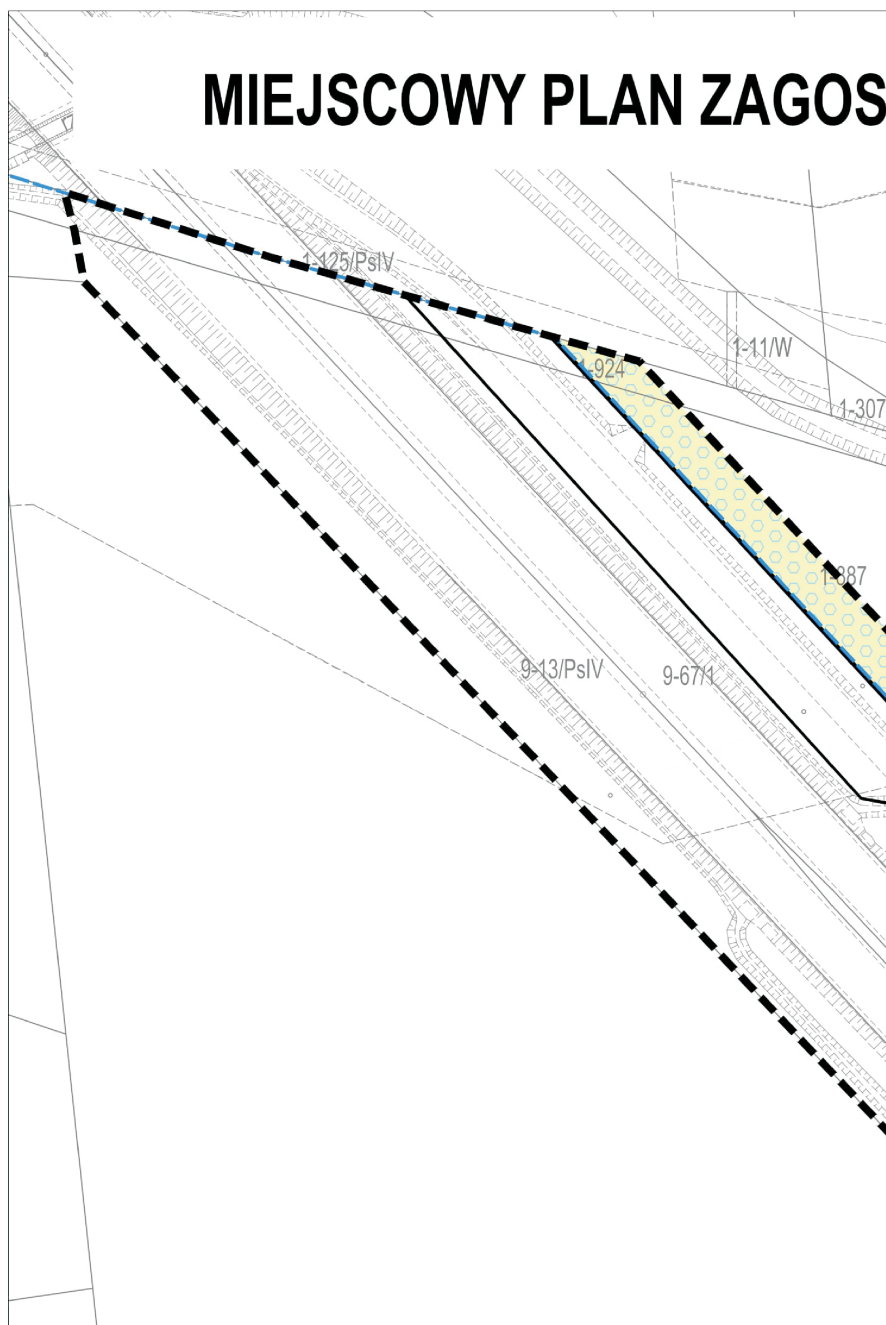 MIEJSCOWY PLAN ZAGOS
1-125/PsIV
1-11/W
1-924
1-307
1-887
9-13/PsIV
9-67/1